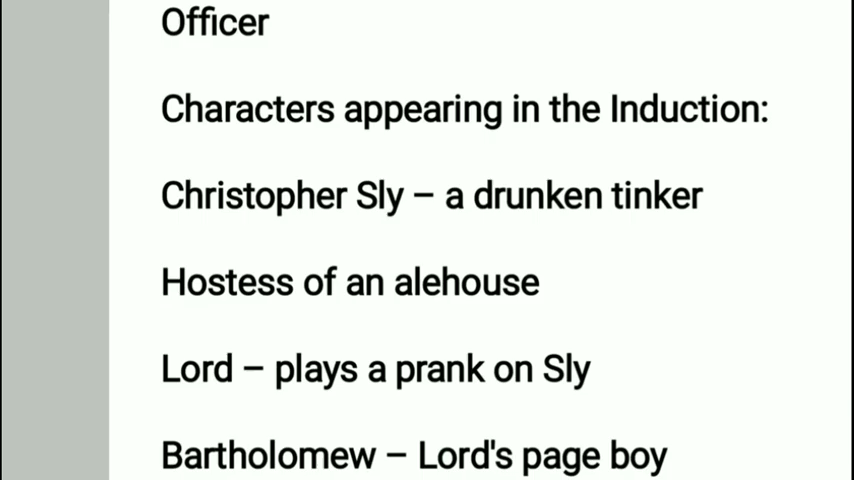 Officer
Characters appearing in the Induction:
Christopher Sly – a drunken tinker
Hostess of an alehouse
Lord – plays a prank on Sly
Bartholomew – Lord's page boy